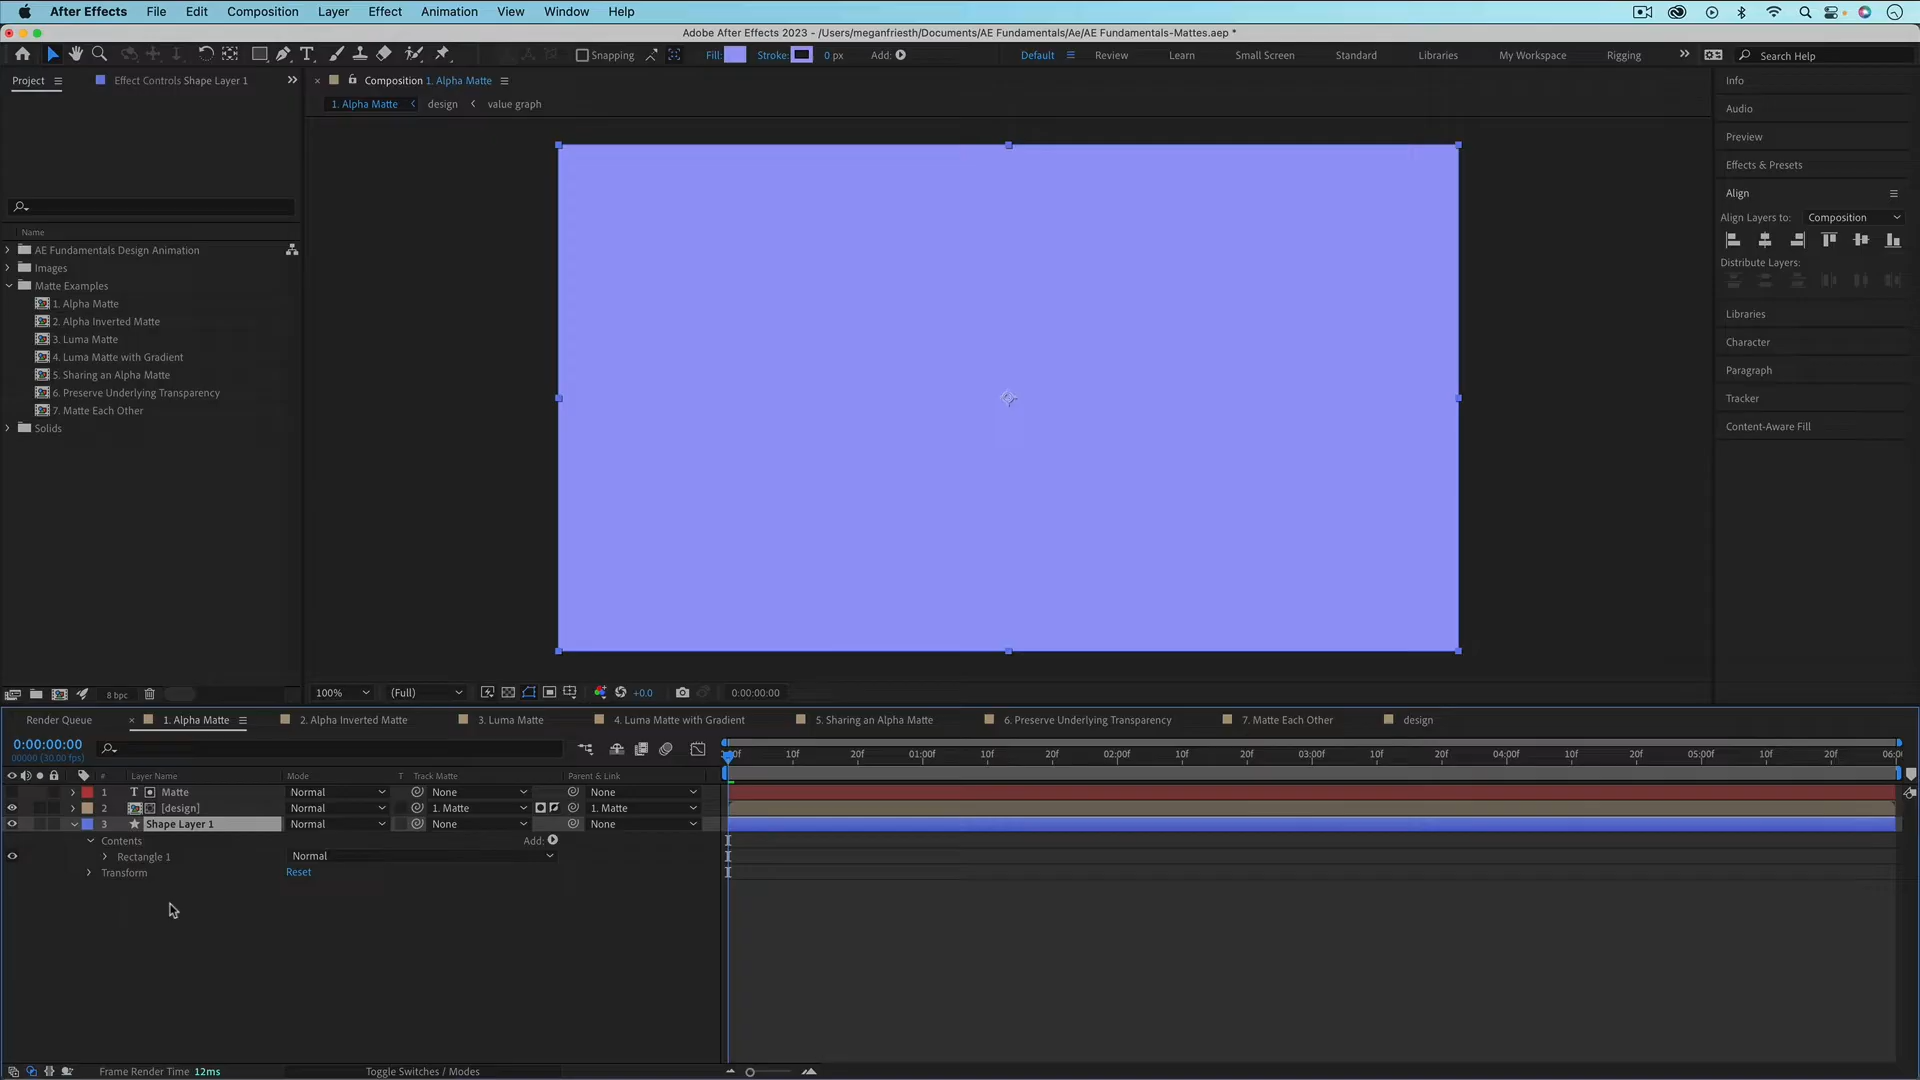 After Effects File Edit Composition Layer Effect Animation View Window Help
Adobe After Effects 2023 - /Users/meganfriesth/Documents/AE Fundamentals/Ae/AE Fundamentals-Mattes.aep *
Snapping Fill: Stroke: 0 px Add: Default Review Learn Small Screen Standard Libraries My Workspace Rigging Search Help
Project Effect Controls Shape Layer 1 Composition 1. Alpha Matte
1. Alpha Matte design value graph
Info
Audio
Preview
Effects & Presets
Align
Align Layers to: Composition
Distribute Layers:
Libraries
Character
Paragraph
Tracker
Content-Aware Fill
Name
AE Fundamentals Design Animation
Images
Matte Examples
1. Alpha Matte
2. Alpha Inverted Matte
3. Luma Matte
4. Luma Matte with Gradient
5. Sharing an Alpha Matte
6. Preserve Underlying Transparency
7. Matte Each Other
Solids
8 bpc 100% (Full) +0.0 0:00:00:00
Render Queue 1. Alpha Matte 2. Alpha Inverted Matte 3. Luma Matte 4. Luma Matte with Gradient 5. Sharing an Alpha Matte 6. Preserve Underlying Transparency 7. Matte Each Other design
0:00:00:00
00000 (30.00 fps)
10f 20f 01:00f 10f 20f 02:00f 10f 20f 03:00f 10f 20f 04:00f 10f 20f 05:00f 10f 20f
# Layer Name Mode T Track Matte Parent & Link
1 T Matte Normal None None
2 [design] Normal 1. Matte 1. Matte
3 Shape Layer 1 Normal None None
Contents Add:
Rectangle 1 Normal
Transform Reset
Frame Render Time 12ms Toggle Switches / Modes